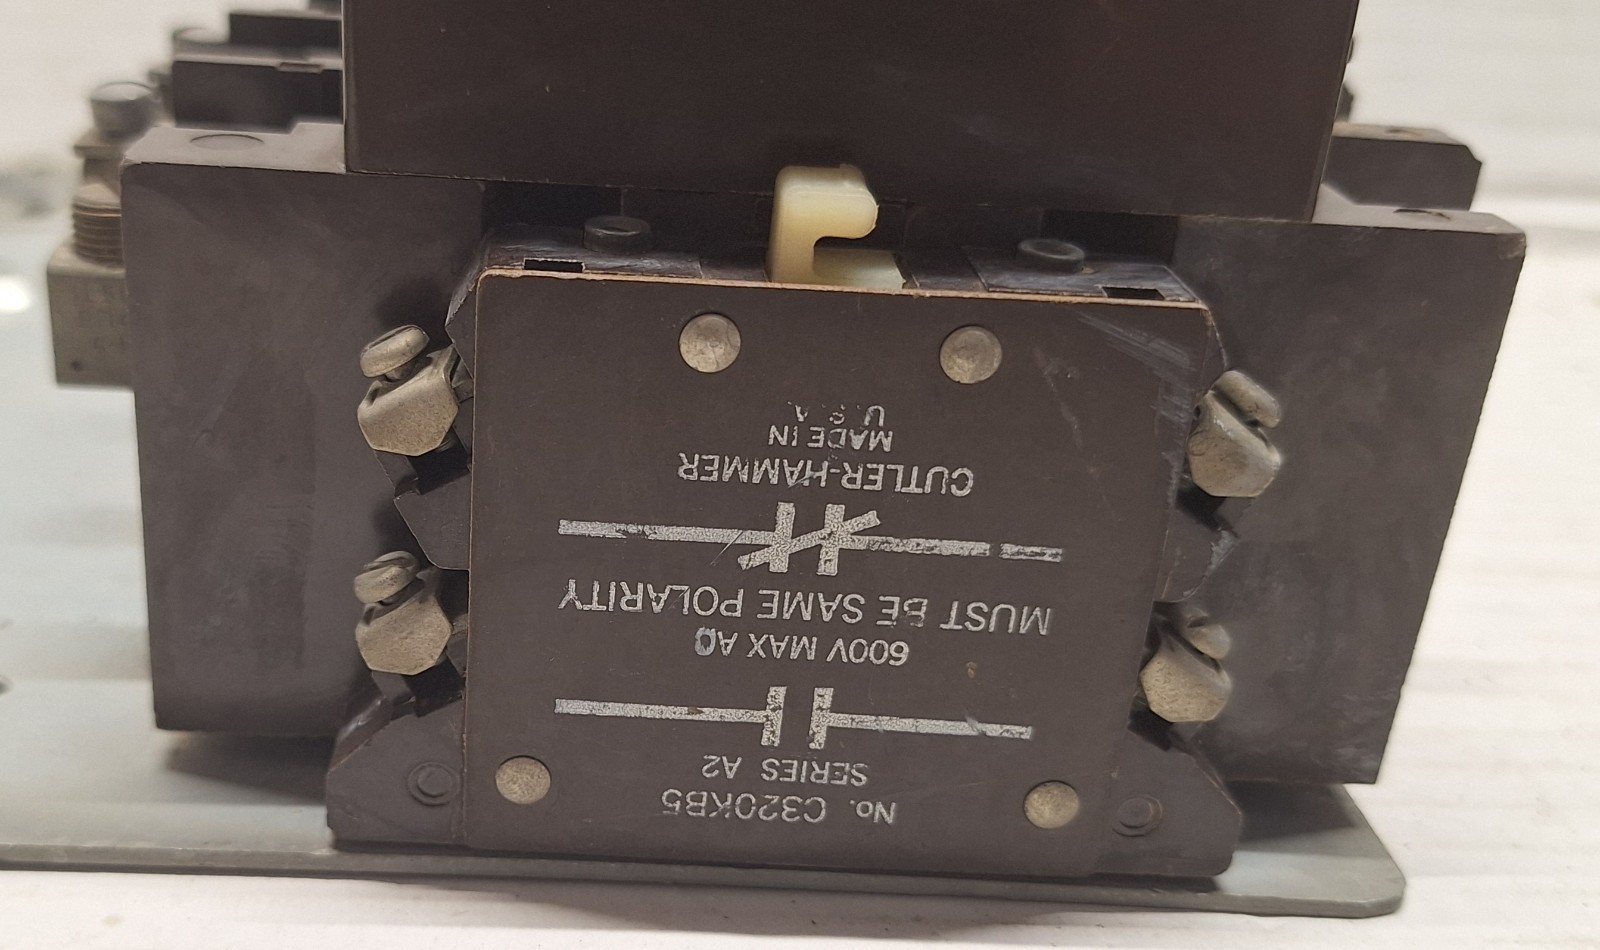 No. C320KB5
SERIES A2
600V MAX AC
MUST BE SAME POLARITY
CUTLER-HAMMER
MADE IN
U.S.A.